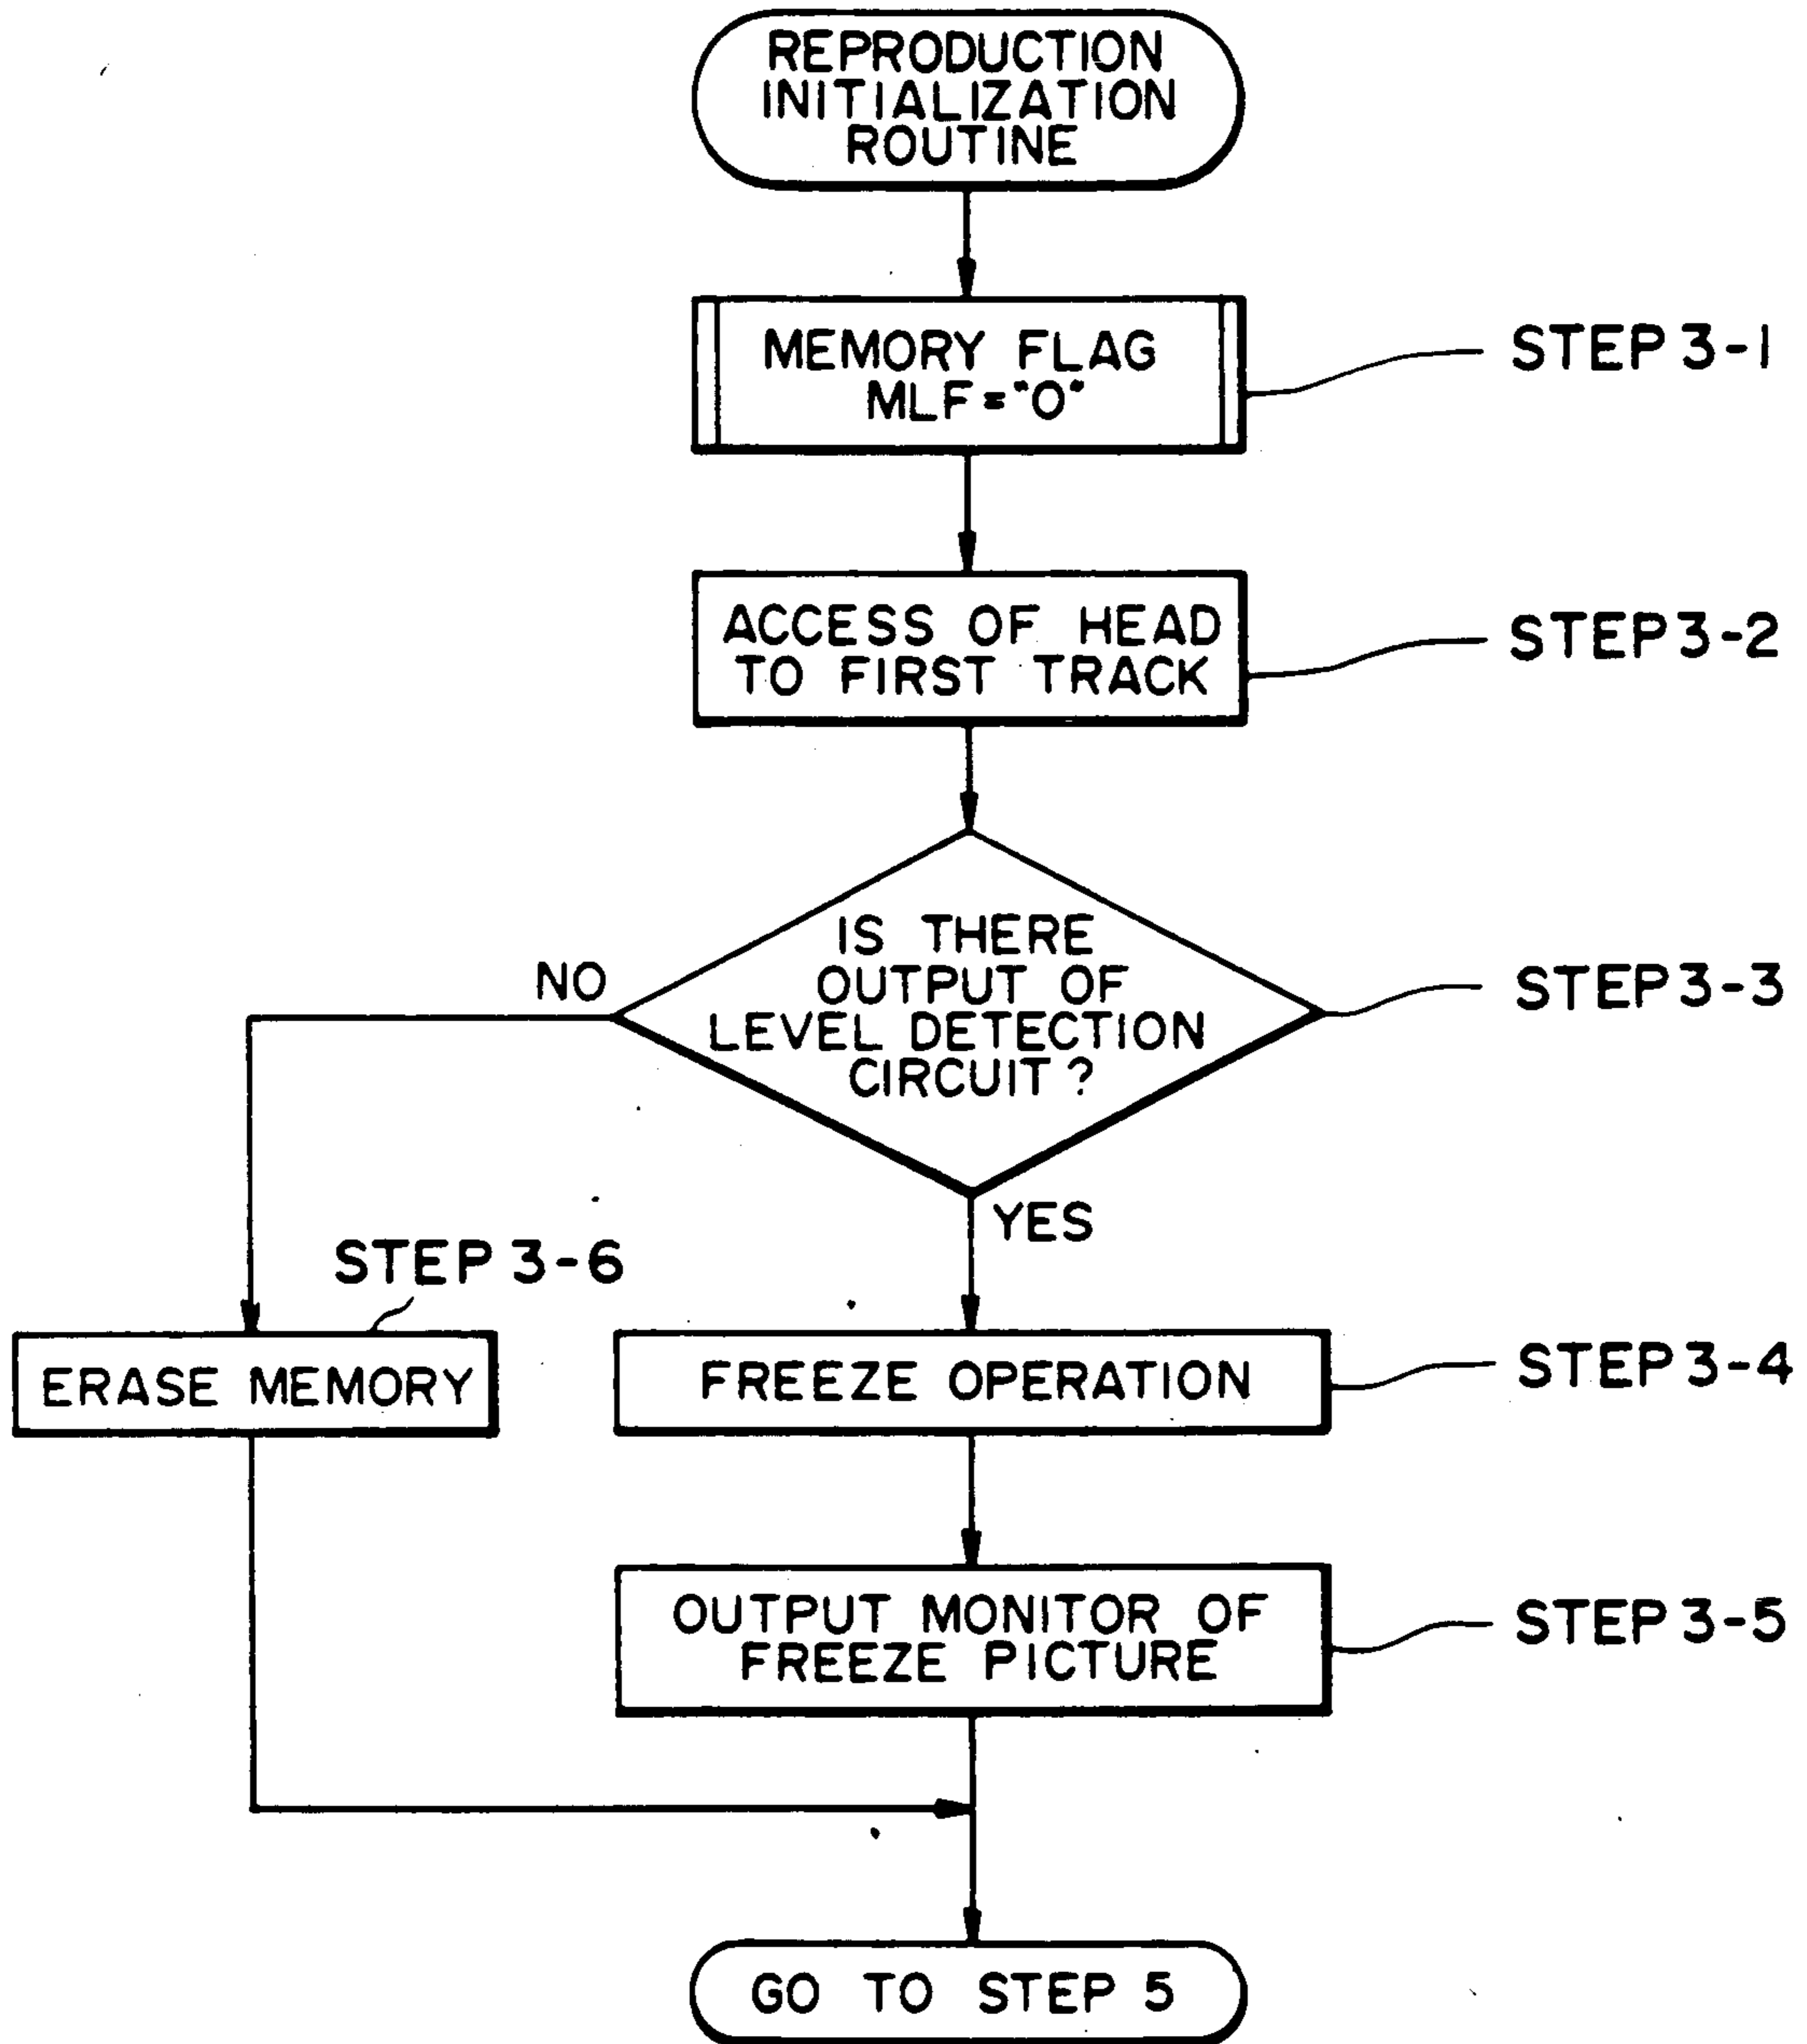 REPRODUCTION
INITIALIZATION
ROUTINE
MEMORY FLAG
MLF="0"
STEP 3-1
ACCESS OF HEAD
TO FIRST TRACK
STEP 3-2
IS THERE
OUTPUT OF
LEVEL DETECTION
CIRCUIT?
STEP 3-3
NO
YES
STEP 3-6
ERASE MEMORY
FREEZE OPERATION
STEP 3-4
OUTPUT MONITOR OF
FREEZE PICTURE
STEP 3-5
GO TO STEP 5